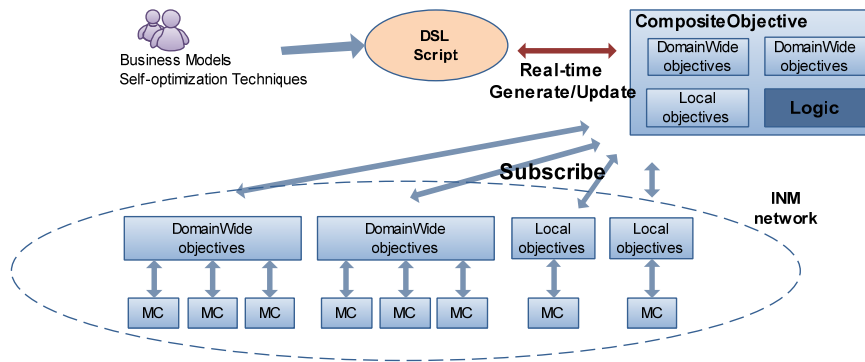 Business Models
Self-optimization Techniques
DSL
Script
Real-time
Generate/Update
CompositeObjective
DomainWide
objectives
DomainWide
objectives
Local
objectives
Logic
Subscribe
INM
network
DomainWide
objectives
DomainWide
objectives
Local
objectives
Local
objectives
MC
MC
MC
MC
MC
MC
MC
MC